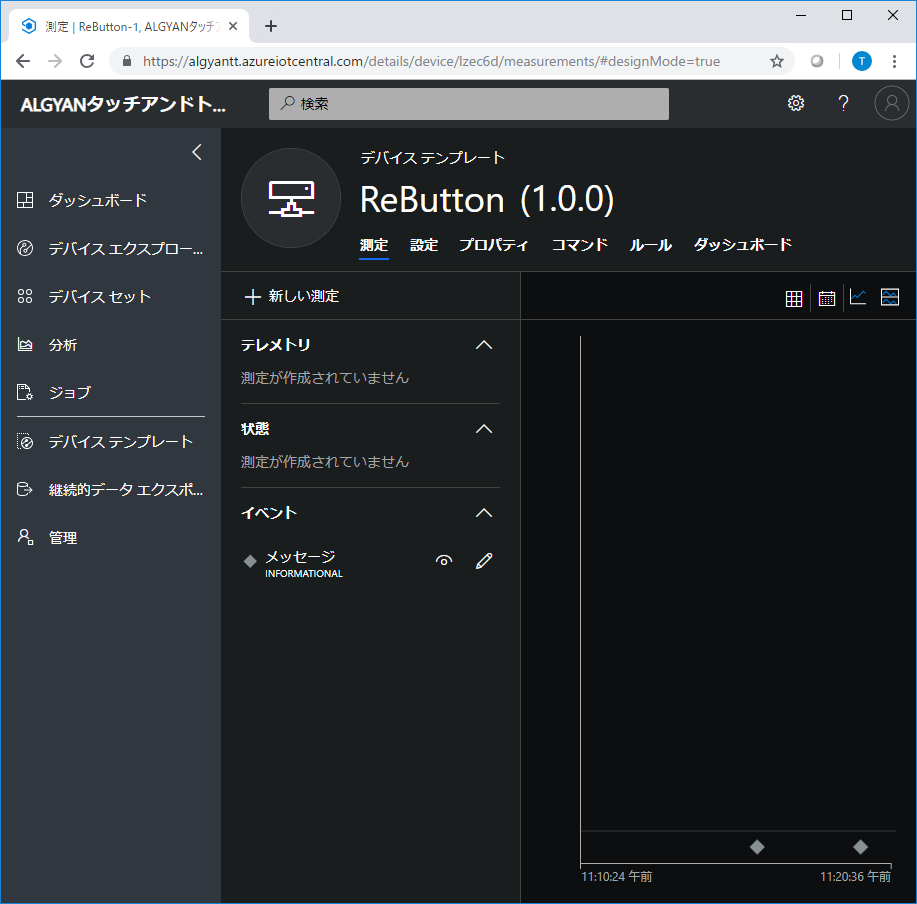 測定 | ReButton-1, ALGYANタッチア
https://algyantt.azureiotcentral.com/details/device/lzec6d/measurements/#designMode=true
T
ALGYANタッチアンドト...
検索
?
デバイス テンプレート
ReButton (1.0.0)
測定 設定 プロパティ コマンド ルール ダッシュボード
ダッシュボード
デバイス エクスプロー...
デバイス セット
分析
ジョブ
デバイス テンプレート
継続的データ エクスポ...
管理
新しい測定
テレメトリ
測定が作成されていません
状態
測定が作成されていません
イベント
メッセージ
INFORMATIONAL
11:10:24 午前
11:20:36 午前